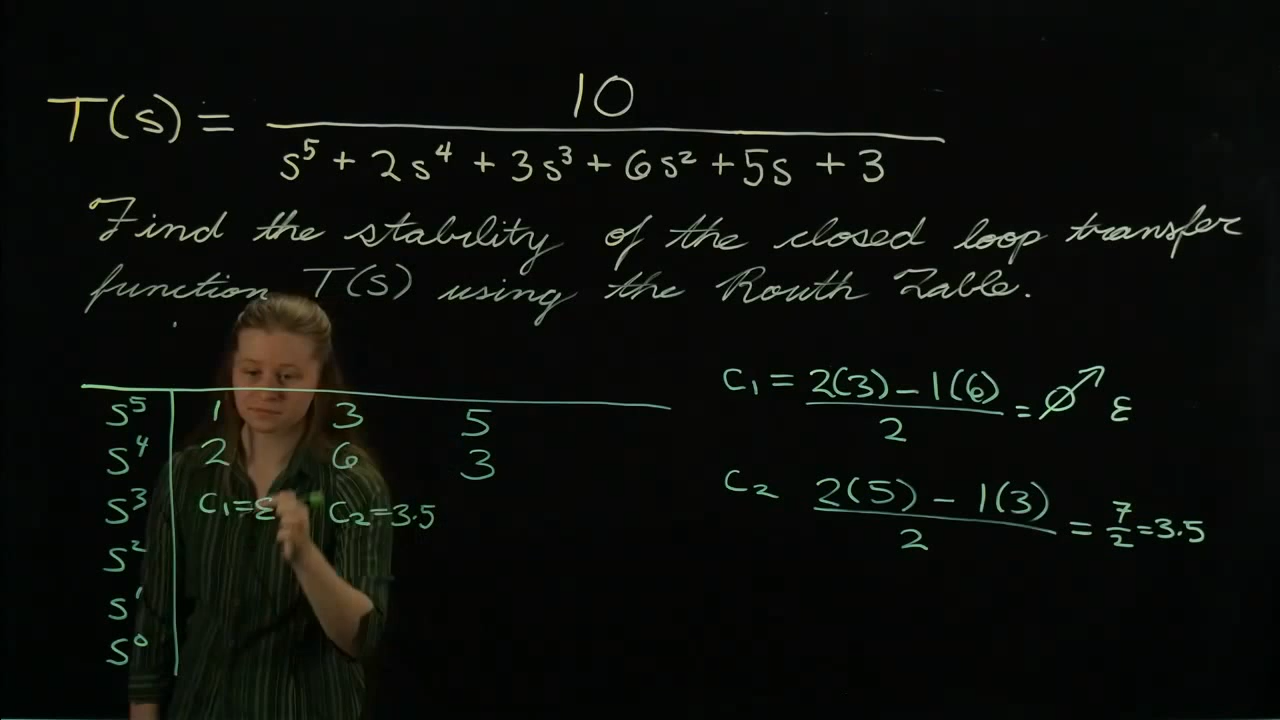 T(s) = 10
s⁵ + 2s⁴ + 3s³ + 6s² + 5s + 3
Find the stability of the closed loop transfer
function T(s) using the Routh Table.
s⁵ 1 3 5
s⁴ 2 6 3
s³ c₁=ε c₂=3.5
s²
s¹
s⁰
c₁ = 2(3) – 1(6) / 2 = 0 ε
c₂ 2(5) – 1(3) / 2 = 7/2 = 3.5